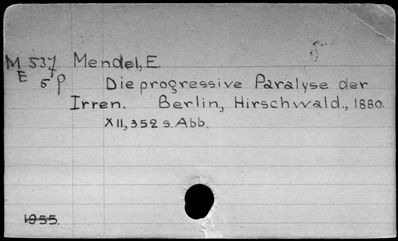 M 537 Mendel, E.
E 5 p Die progressive Paralyse der
Irren. Berlin, Hirschwald., 1880.
XII, 352 s. Abb.
1955.